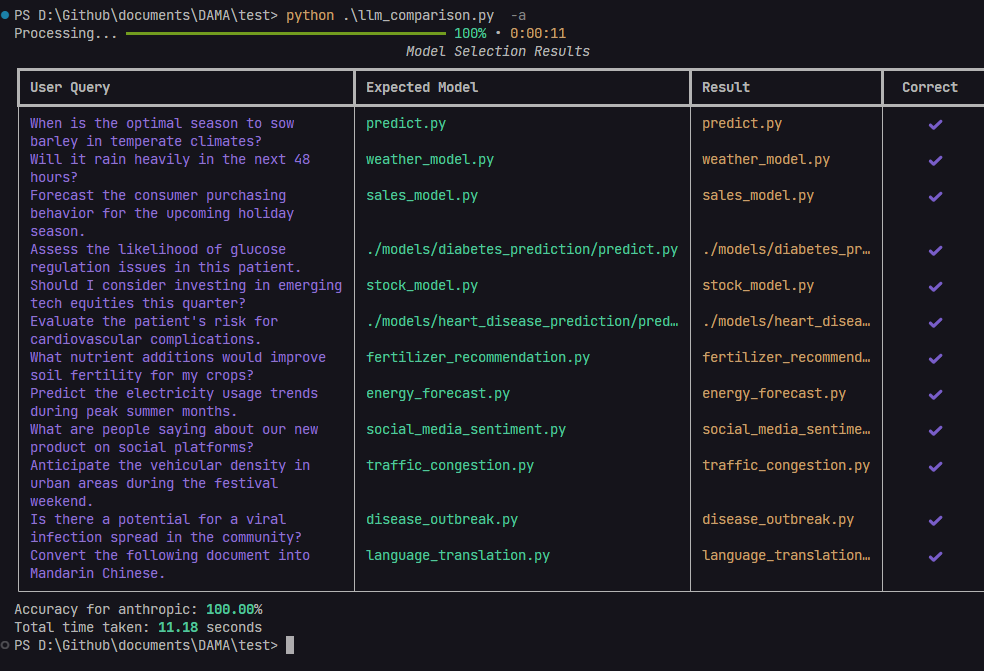 PS D:\Github\documents\DAMA\test> python .\llm_comparison.py  -a
Processing... 100% • 0:00:11
Model Selection Results
User Query Expected Model Result Correct
When is the optimal season to sow predict.py predict.py ✔
barley in temperate climates?
Will it rain heavily in the next 48 weather_model.py weather_model.py ✔
hours?
Forecast the consumer purchasing sales_model.py sales_model.py ✔
behavior for the upcoming holiday
season.
Assess the likelihood of glucose ./models/diabetes_prediction/predict.py ./models/diabetes_pr… ✔
regulation issues in this patient.
Should I consider investing in emerging stock_model.py stock_model.py ✔
tech equities this quarter?
Evaluate the patient's risk for ./models/heart_disease_prediction/pred… ./models/heart_disea… ✔
cardiovascular complications.
What nutrient additions would improve fertilizer_recommendation.py fertilizer_recommend… ✔
soil fertility for my crops?
Predict the electricity usage trends energy_forecast.py energy_forecast.py ✔
during peak summer months.
What are people saying about our new social_media_sentiment.py social_media_sentime… ✔
product on social platforms?
Anticipate the vehicular density in traffic_congestion.py traffic_congestion.py ✔
urban areas during the festival
weekend.
Is there a potential for a viral disease_outbreak.py disease_outbreak.py ✔
infection spread in the community?
Convert the following document into language_translation.py language_translation… ✔
Mandarin Chinese.
Accuracy for anthropic: 100.00%
Total time taken: 11.18 seconds
PS D:\Github\documents\DAMA\test>